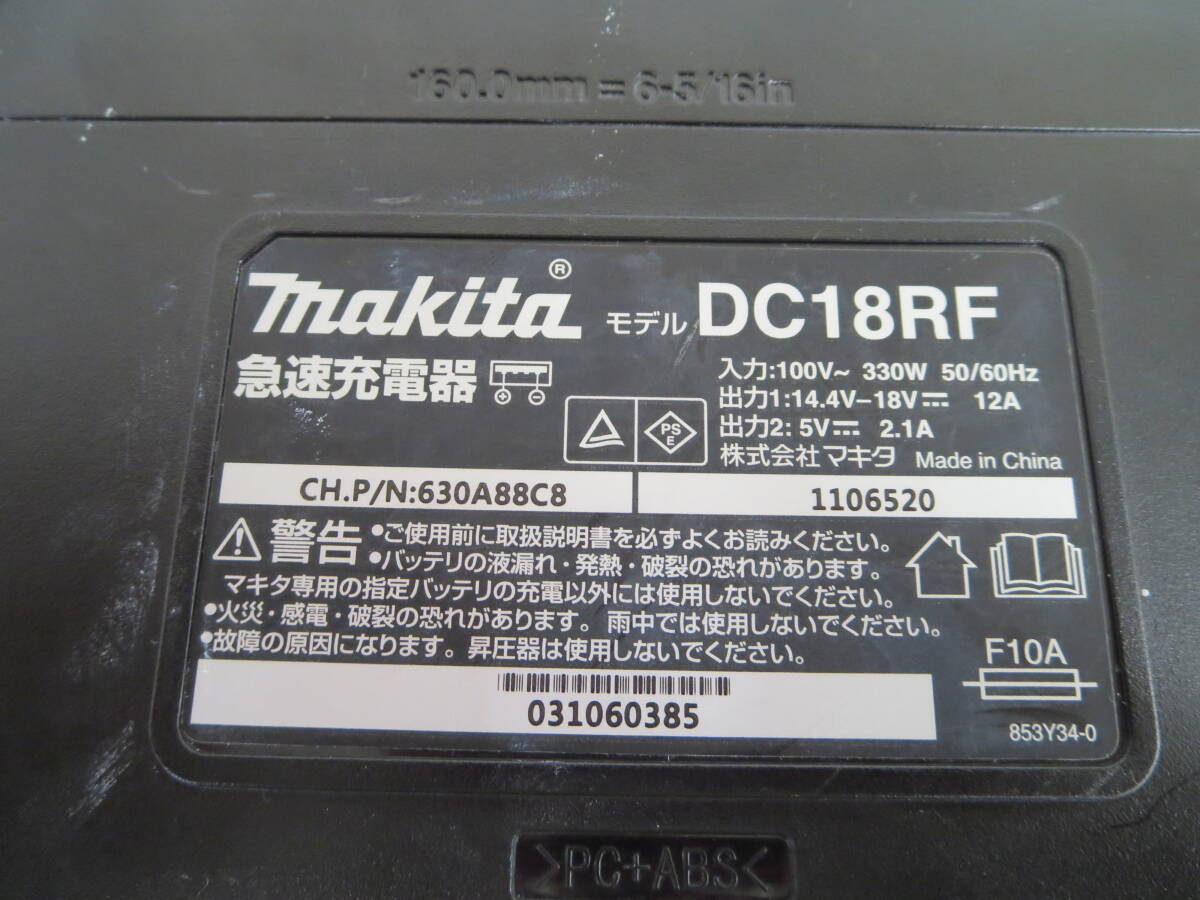 160.0mm = 6-5/16in
makita® モデル DC18RF
急速充電器
入力:100V~ 330W 50/60Hz
出力1:14.4V–18V⎓ 12A
出力2: 5V⎓ 2.1A
PS
E
株式会社マキタ Made in China
CH.P/N:630A88C8
1106520
警告 •ご使用前に取扱説明書を必ずよくお読みください。
•バッテリの液漏れ・発熱・破裂の恐れがあります。
マキタ専用の指定バッテリの充電以外には使用しないでください。
•火災・感電・破裂の恐れがあります。 雨中では使用しないでください。
•故障の原因になります。昇圧器は使用しないでください。
F10A
031060385
853Y34-0
>PC+ABS<